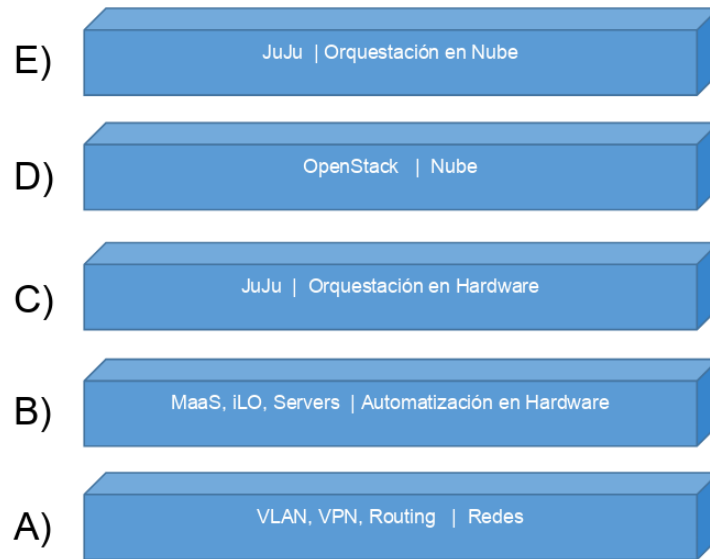 E) JuJu | Orquestación en Nube
D) OpenStack | Nube
C) JuJu | Orquestación en Hardware
B) MaaS, iLO, Servers | Automatización en Hardware
A) VLAN, VPN, Routing | Redes